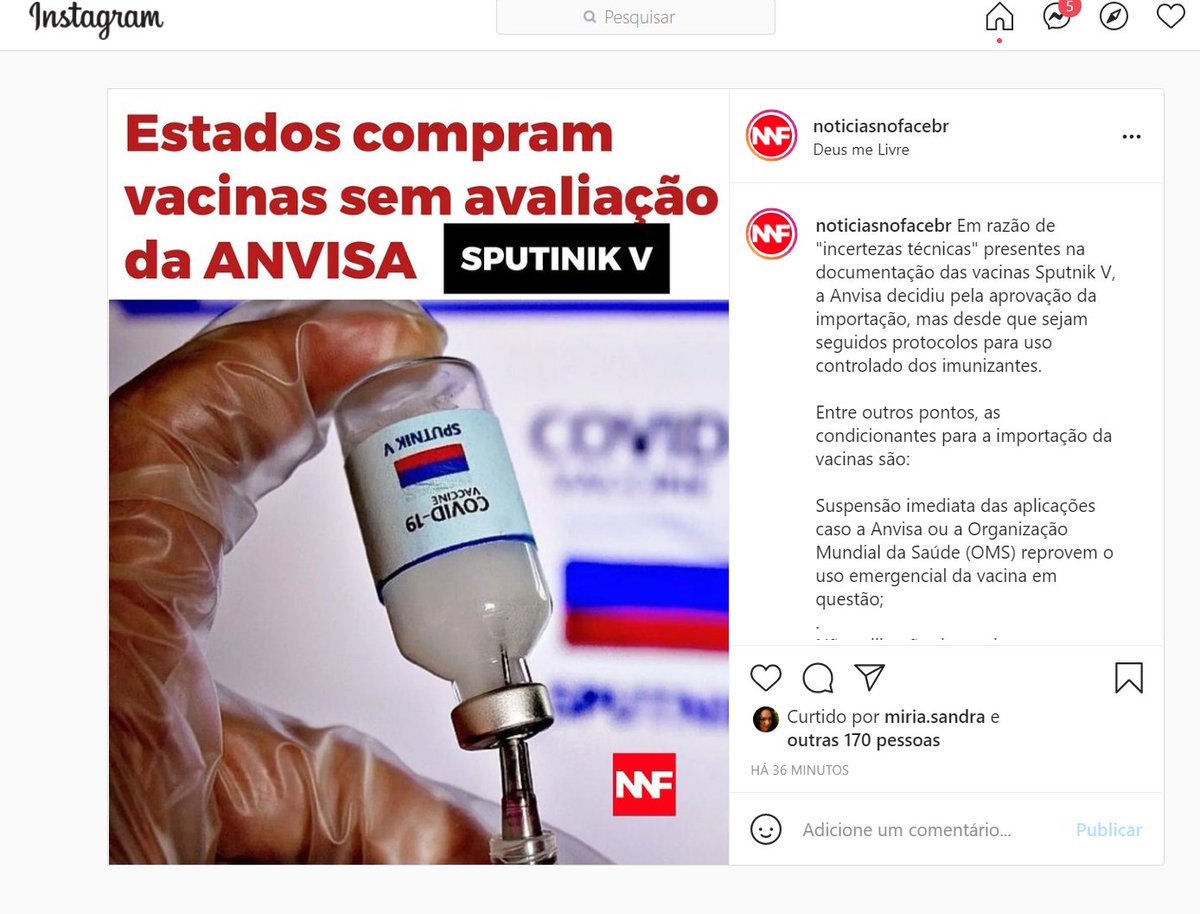 Instagram
Pesquisar
5
Estados compram
vacinas sem avaliação
da ANVISA SPUTINIK V
SPUTNIK V
COVID-19
VACCINE
COVID
VACCINE
SPUTNIK
NNF
NNF
noticiasnofacebr
Deus me Livre
NNF
noticiasnofacebr Em razão de
"incertezas técnicas" presentes na
documentação das vacinas Sputnik V,
a Anvisa decidiu pela aprovação da
importação, mas desde que sejam
seguidos protocolos para uso
controlado dos imunizantes.
Entre outros pontos, as
condicionantes para a importação da
vacinas são:
Suspensão imediata das aplicações
caso a Anvisa ou a Organização
Mundial da Saúde (OMS) reprovem o
uso emergencial da vacina em
questão;
.
Curtido por miria.sandra e
outras 170 pessoas
HÁ 36 MINUTOS
Adicione um comentário... Publicar